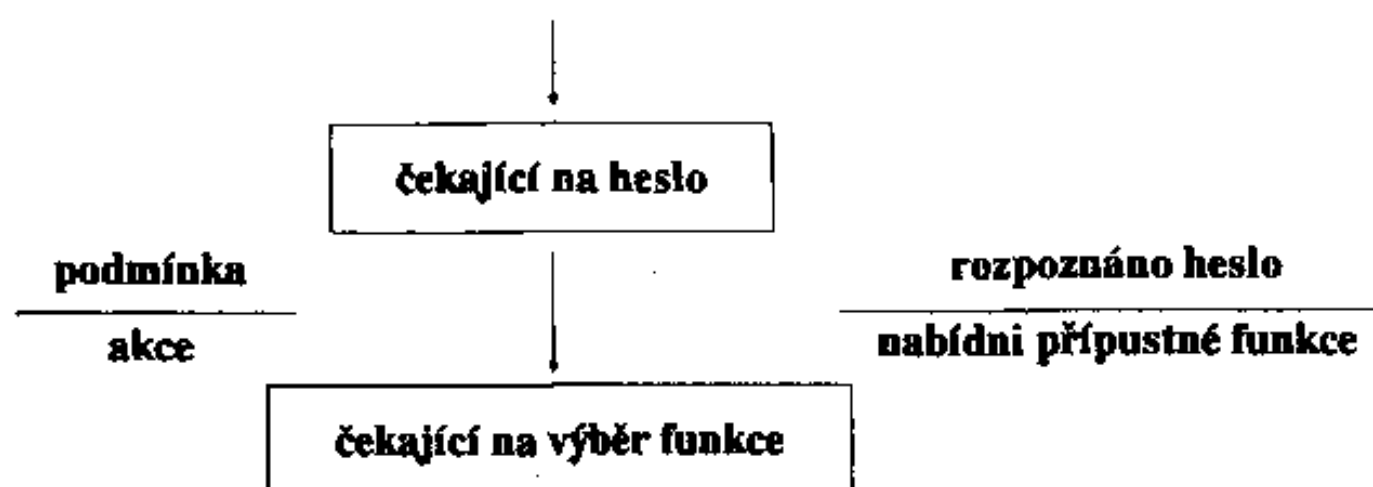 čekající na heslo
podmínka
akce
rozpoznáno heslo
nabídni přípustné funkce
čekající na výběr funkce